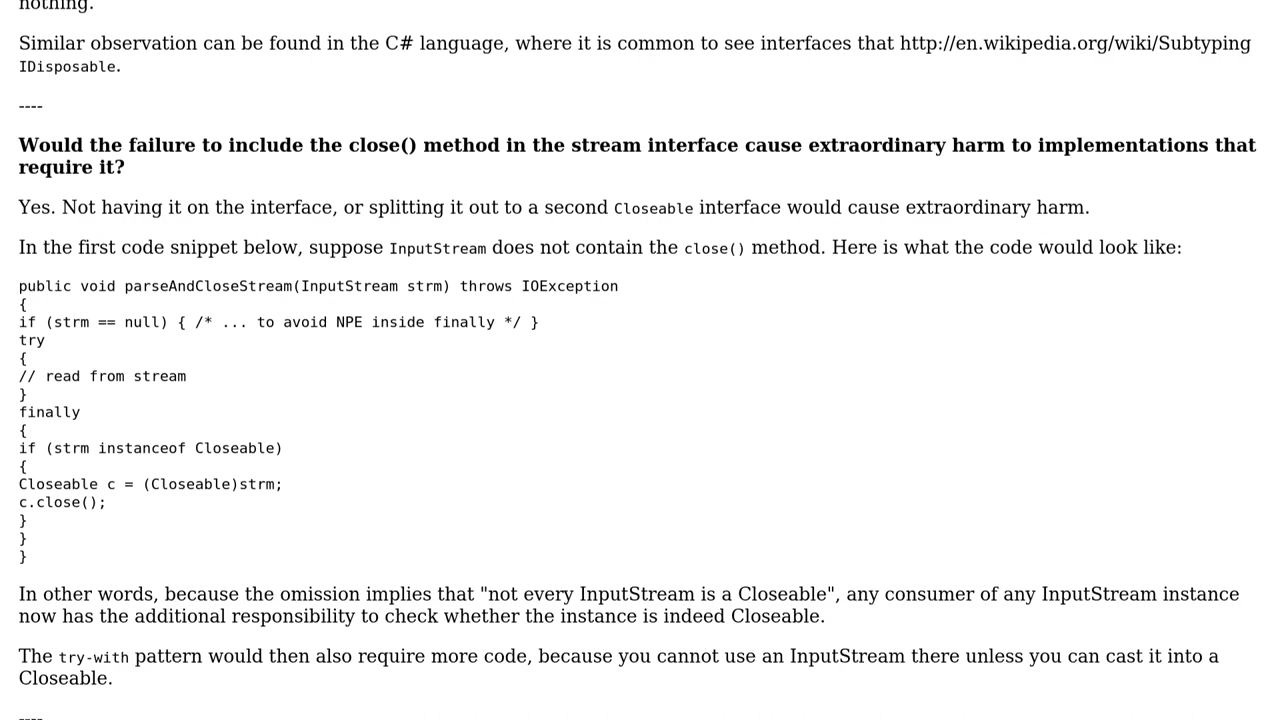 nothing.
Similar observation can be found in the C# language, where it is common to see interfaces that http://en.wikipedia.org/wiki/Subtyping
IDisposable.
----
Would the failure to include the close() method in the stream interface cause extraordinary harm to implementations that
require it?
Yes. Not having it on the interface, or splitting it out to a second Closeable interface would cause extraordinary harm.
In the first code snippet below, suppose InputStream does not contain the close() method. Here is what the code would look like:
public void parseAndCloseStream(InputStream strm) throws IOException
{
if (strm == null) { /* ... to avoid NPE inside finally */ }
try
{
// read from stream
}
finally
{
if (strm instanceof Closeable)
{
Closeable c = (Closeable)strm;
c.close();
}
}
}
In other words, because the omission implies that "not every InputStream is a Closeable", any consumer of any InputStream instance
now has the additional responsibility to check whether the instance is indeed Closeable.
The try-with pattern would then also require more code, because you cannot use an InputStream there unless you can cast it into a
Closeable.
----